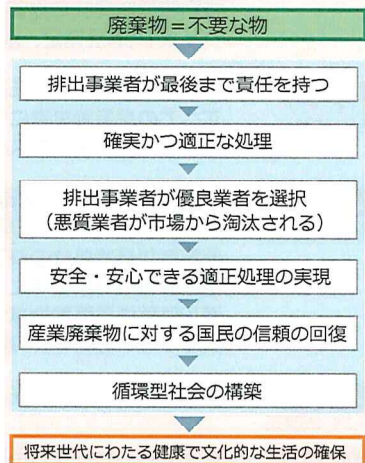 廃棄物＝不要な物
排出事業者が最後まで責任を持つ
確実かつ適正な処理
排出事業者が優良業者を選択
（悪質業者が市場から淘汰される）
安全・安心できる適正処理の実現
産業廃棄物に対する国民の信頼の回復
循環型社会の構築
将来世代にわたる健康で文化的な生活の確保